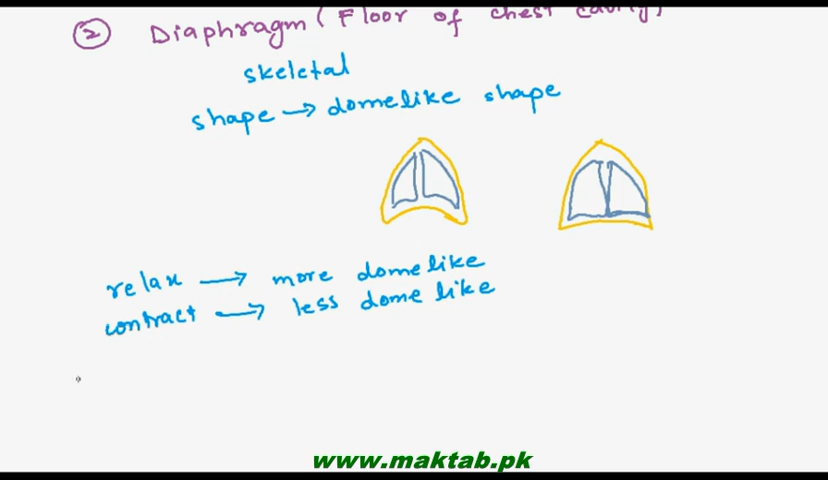 ② Diaphragm (Floor of chest cavity)
skeletal
shape → domelike shape
relax → more domelike
contract → less dome like
www.maktab.pk